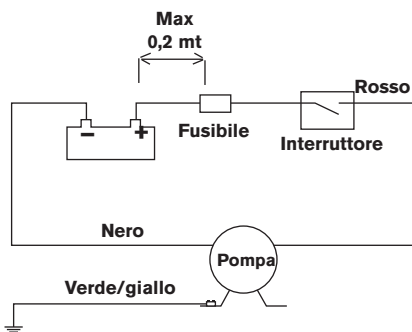 Max
0,2 mt
Rosso
− +
Fusibile
Interruttore
Nero
Pompa
Verde/giallo